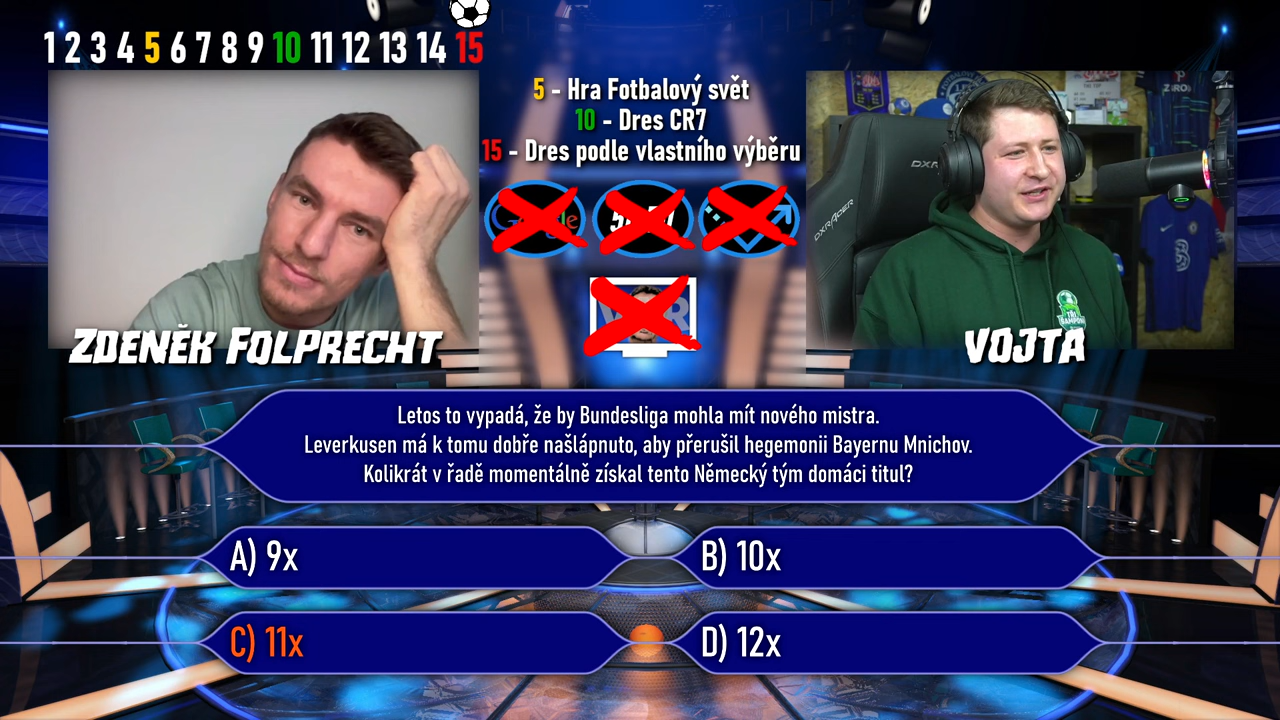 1 2 3 4 5 6 7 8 9 10 11 12 13 14 15
5 - Hra Fotbalový svět
10 - Dres CR7
15 - Dres podle vlastního výběru
ZDENĚK FOLPRECHT
VOJTA
DXRACER
Letos to vypadá, že by Bundesliga mohla mít nového mistra.
Leverkusen má k tomu dobře našlápnuto, aby přerušil hegemonii Bayernu Mnichov.
Kolikrát v řadě momentálně získal tento Německý tým domáci titul?
A) 9x
B) 10x
C) 11x
D) 12x